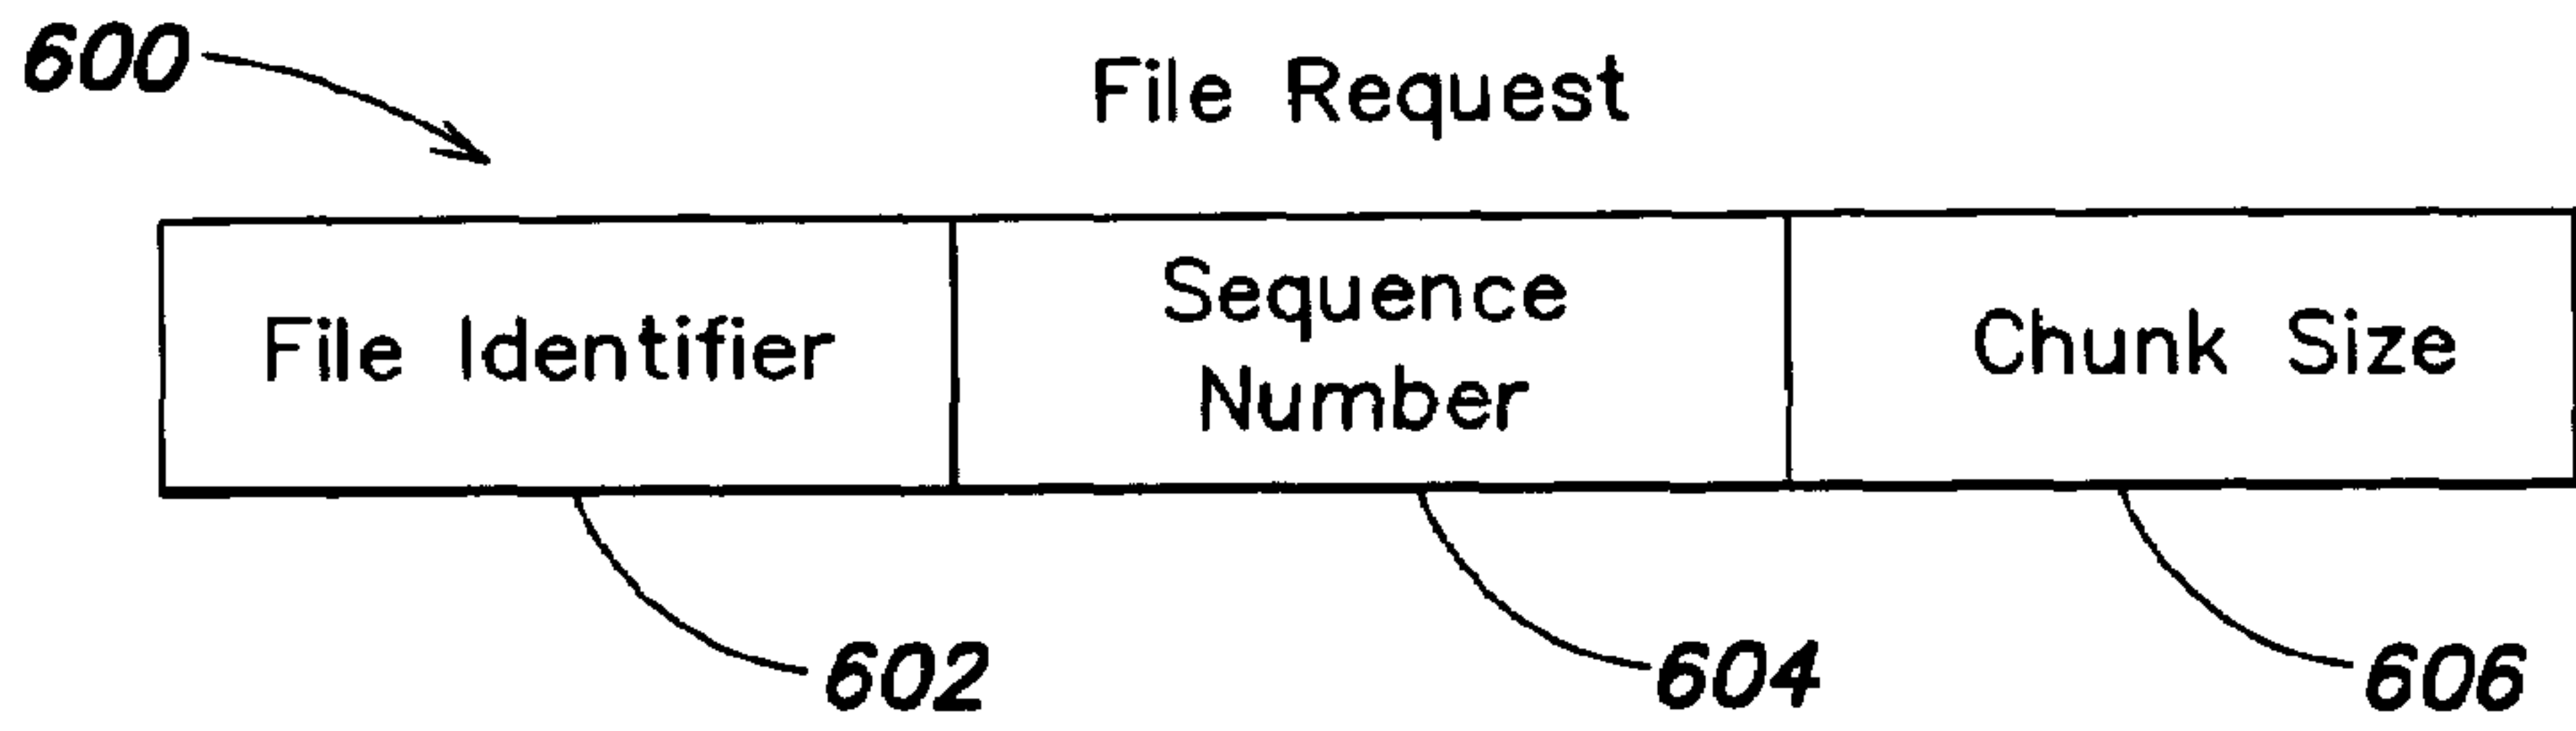 600
File Request
File Identifier
Sequence
Number
Chunk Size
602
604
606